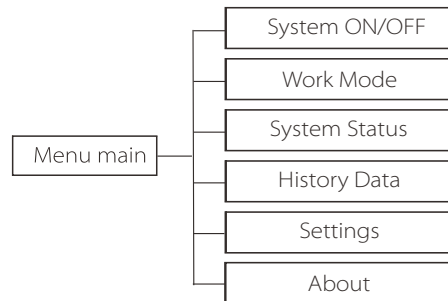 System ON/OFF
Work Mode
System Status
Menu main
History Data
Settings
About